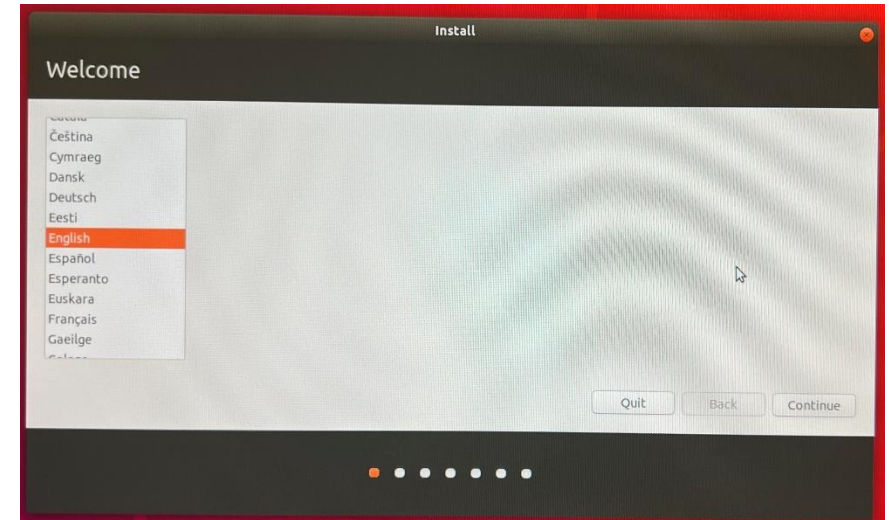 Install
Welcome
Čeština
Cymraeg
Dansk
Deutsch
Eesti
English
Español
Esperanto
Euskara
Français
Gaeilge
Quit
Back
Continue